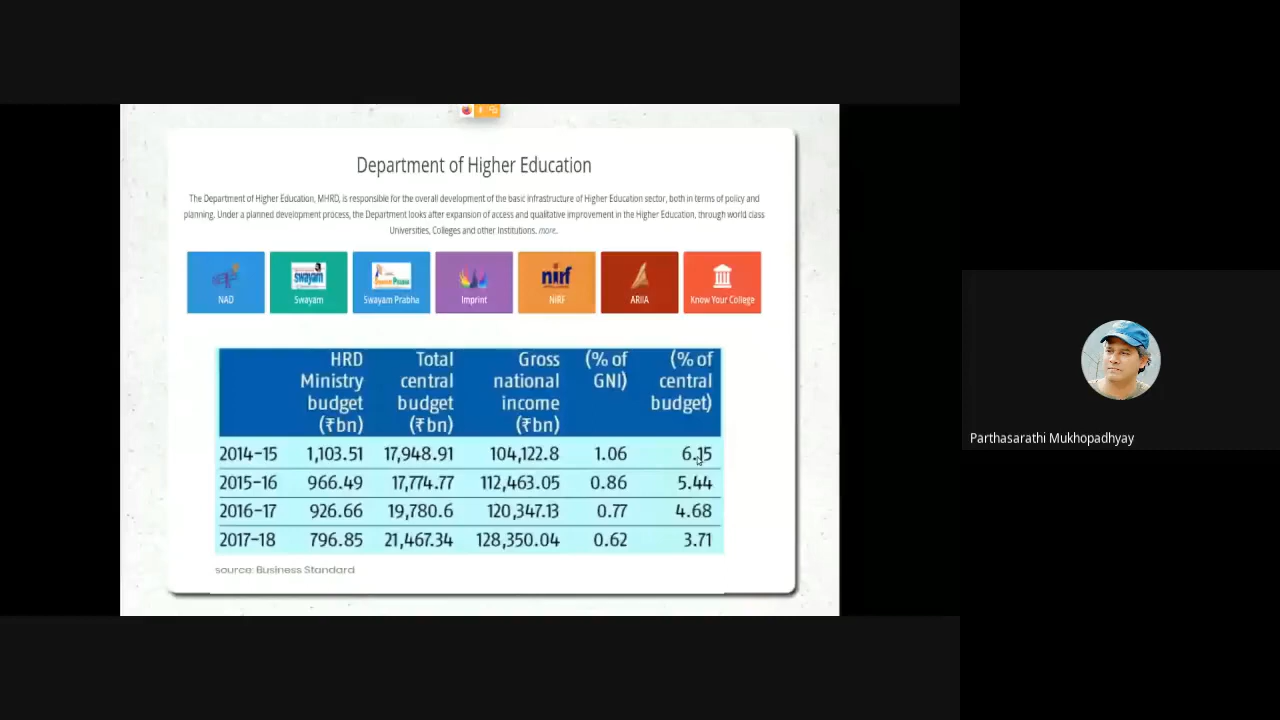 Department of Higher Education
The Department of Higher Education, MHRD, is responsible for the overall development of the basic infrastructure of Higher Education sector, both in terms of policy and
planning. Under a planned development process, the Department looks after expansion of access and qualitative improvement in the Higher Education, through world class
Universities, Colleges and other Institutions. more..
swayam
nirf
NAD Swayam Swayam Prabha Imprint NIRF ARIIA Know Your College
HRD Total Gross (% of (% of
Ministry central national GNI) central
budget budget income budget)
(₹bn) (₹bn) (₹bn)
2014-15 1,103.51 17,948.91 104,122.8 1.06 6.15
2015-16 966.49 17,774.77 112,463.05 0.86 5.44
2016-17 926.66 19,780.6 120,347.13 0.77 4.68
2017-18 796.85 21,467.34 128,350.04 0.62 3.71
source: Business Standard
Parthasarathi Mukhopadhyay